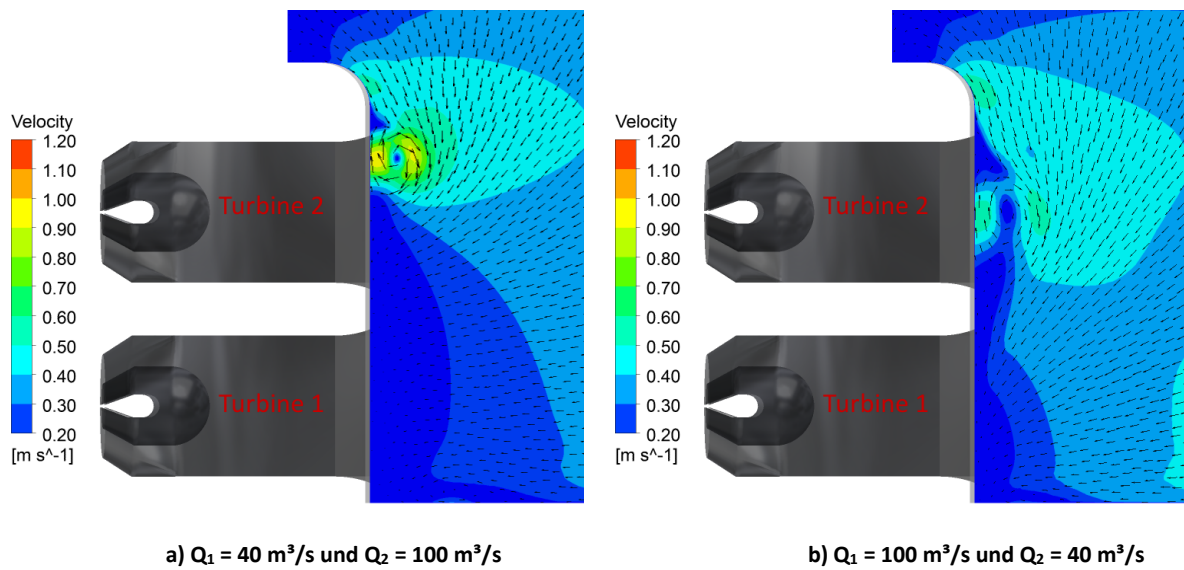 Velocity
1.20
1.10
1.00
0.90
0.80
0.70
0.60
0.50
0.40
0.30
0.20
[m s^-1]
Turbine 2
Turbine 1
a) Q₁ = 40 m³/s und Q₂ = 100 m³/s
Velocity
1.20
1.10
1.00
0.90
0.80
0.70
0.60
0.50
0.40
0.30
0.20
[m s^-1]
Turbine 2
Turbine 1
b) Q₁ = 100 m³/s und Q₂ = 40 m³/s